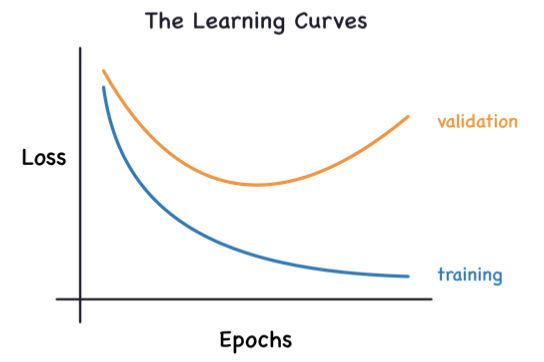 The Learning Curves
validation
Loss
training
Epochs